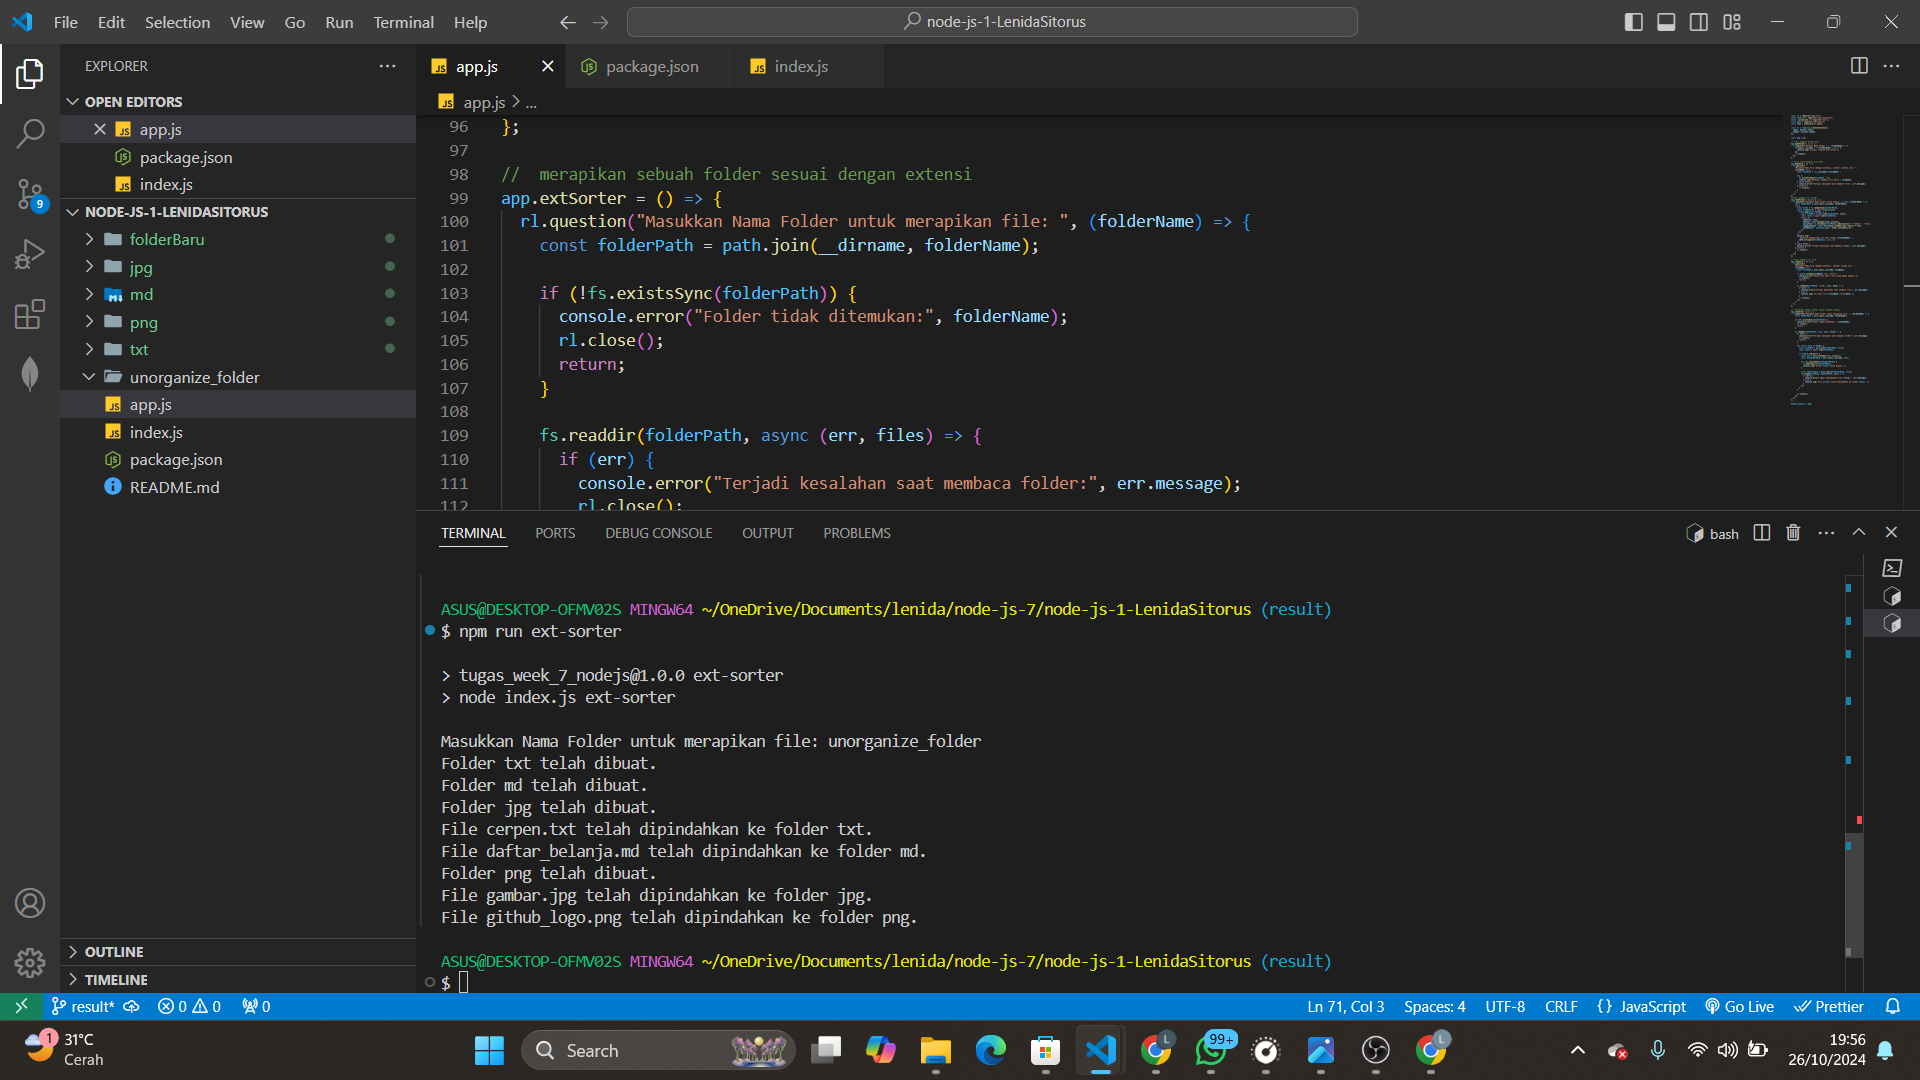 File Edit Selection View Go Run Terminal Help
node-js-1-LenidaSitorus
EXPLORER
OPEN EDITORS
app.js
package.json
index.js
9
NODE-JS-1-LENIDASITORUS
folderBaru
jpg
md
png
txt
unorganize_folder
app.js
index.js
package.json
README.md
OUTLINE
TIMELINE
app.js package.json index.js
app.js > ...
96 };
97
98 // merapikan sebuah folder sesuai dengan extensi
99 app.extSorter = () => {
100 rl.question("Masukkan Nama Folder untuk merapikan file: ", (folderName) => {
101 const folderPath = path.join(__dirname, folderName);
102
103 if (!fs.existsSync(folderPath)) {
104 console.error("Folder tidak ditemukan:", folderName);
105 rl.close();
106 return;
107 }
108
109 fs.readdir(folderPath, async (err, files) => {
110 if (err) {
111 console.error("Terjadi kesalahan saat membaca folder:", err.message);
112 rl.close();
TERMINAL PORTS DEBUG CONSOLE OUTPUT PROBLEMS
bash
ASUS@DESKTOP-OFMV02S MINGW64 ~/OneDrive/Documents/lenida/node-js-7/node-js-1-LenidaSitorus (result)
$ npm run ext-sorter
> tugas_week_7_nodejs@1.0.0 ext-sorter
> node index.js ext-sorter
Masukkan Nama Folder untuk merapikan file: unorganize_folder
Folder txt telah dibuat.
Folder md telah dibuat.
Folder jpg telah dibuat.
File cerpen.txt telah dipindahkan ke folder txt.
File daftar_belanja.md telah dipindahkan ke folder md.
Folder png telah dibuat.
File gambar.jpg telah dipindahkan ke folder jpg.
File github_logo.png telah dipindahkan ke folder png.
ASUS@DESKTOP-OFMV02S MINGW64 ~/OneDrive/Documents/lenida/node-js-7/node-js-1-LenidaSitorus (result)
$
result* 0 0 0
Ln 71, Col 3 Spaces: 4 UTF-8 CRLF {} JavaScript Go Live Prettier
1
31°C
Cerah
Search
L
99+
L
19:56
26/10/2024